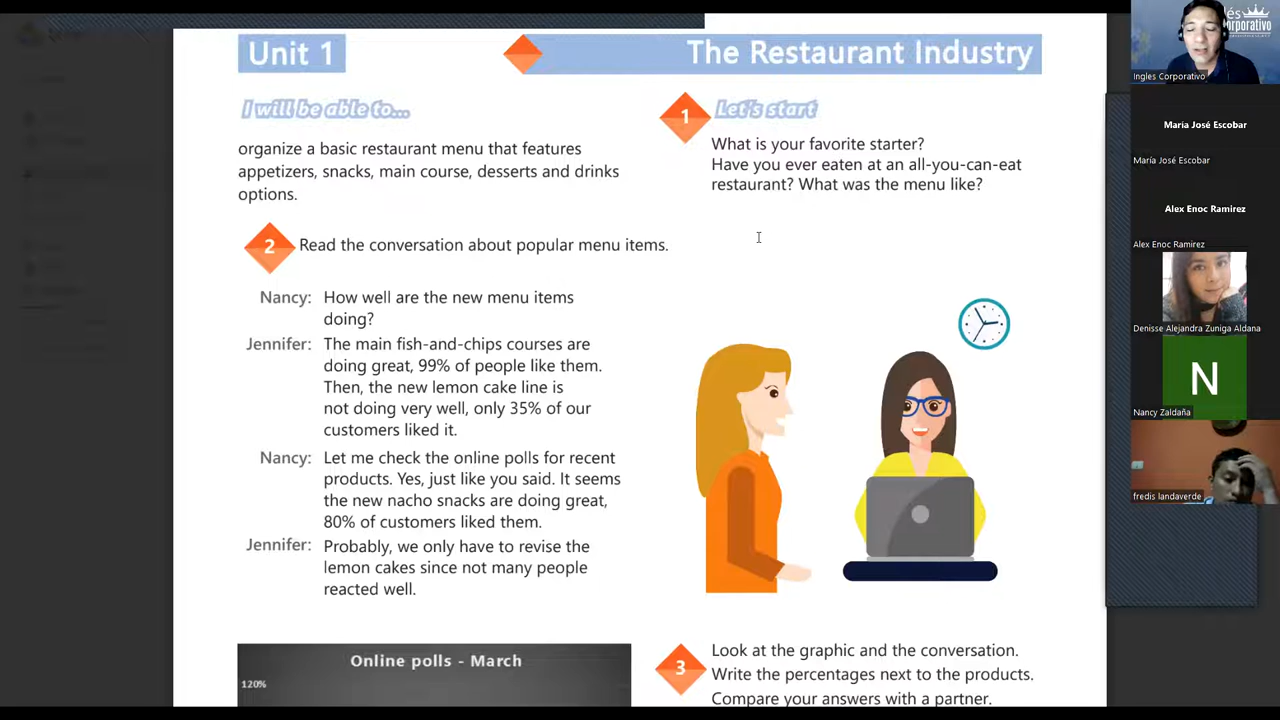 Unit 1
The Restaurant Industry
I will be able to...
organize a basic restaurant menu that features
appetizers, snacks, main course, desserts and drinks
options.
1
Let's start
What is your favorite starter?
Have you ever eaten at an all-you-can-eat
restaurant? What was the menu like?
2
Read the conversation about popular menu items.
Nancy: How well are the new menu items
doing?
Jennifer: The main fish-and-chips courses are
doing great, 99% of people like them.
Then, the new lemon cake line is
not doing very well, only 35% of our
customers liked it.
Nancy: Let me check the online polls for recent
products. Yes, just like you said. It seems
the new nacho snacks are doing great,
80% of customers liked them.
Jennifer: Probably, we only have to revise the
lemon cakes since not many people
reacted well.
Online polls - March
120%
3
Look at the graphic and the conversation.
Write the percentages next to the products.
Compare your answers with a partner.
Ingles Corporativo
Maria José Escobar
María José Escobar
Alex Enoc Ramirez
Alex Enoc Ramirez
Denisse Alejandra Zuniga Aldana
N
Nancy Zaldaña
fredis landaverde